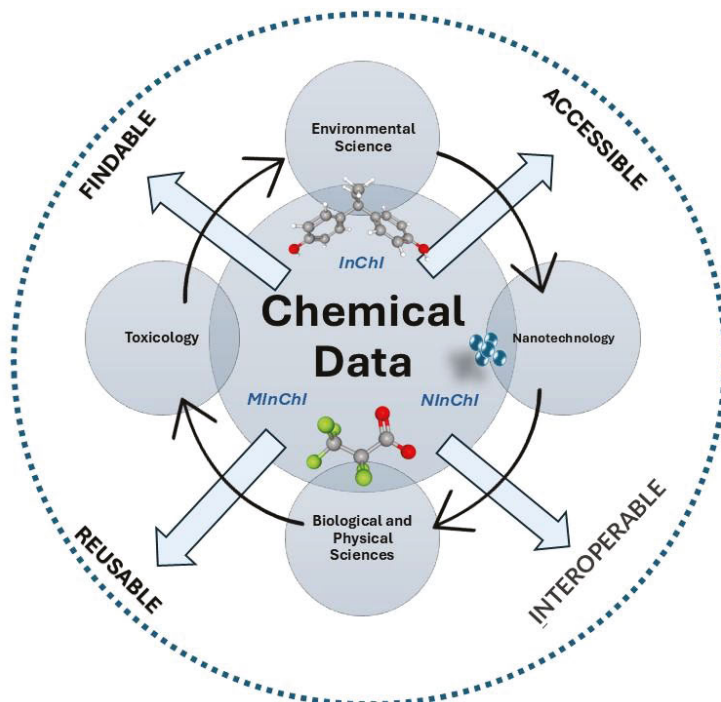 FINDABLE
ACCESSIBLE
Environmental
Science
InChI
Chemical
Data
Toxicology
Nanotechnology
MInChI
NInChI
Biological and
Physical
Sciences
REUSABLE
INTEROPERABLE